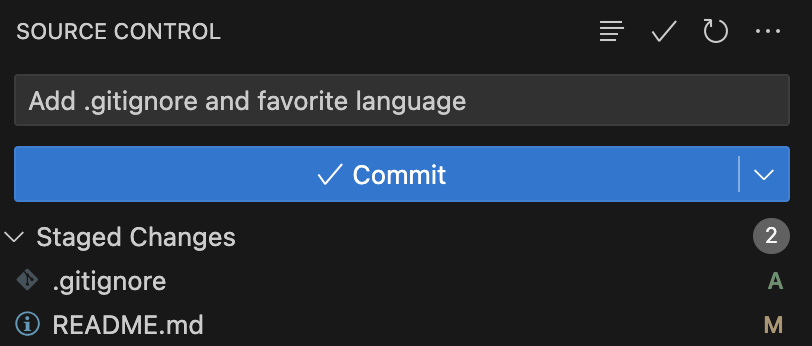 SOURCE CONTROL
Add .gitignore and favorite language
Commit
Staged Changes 2
.gitignore A
README.md M